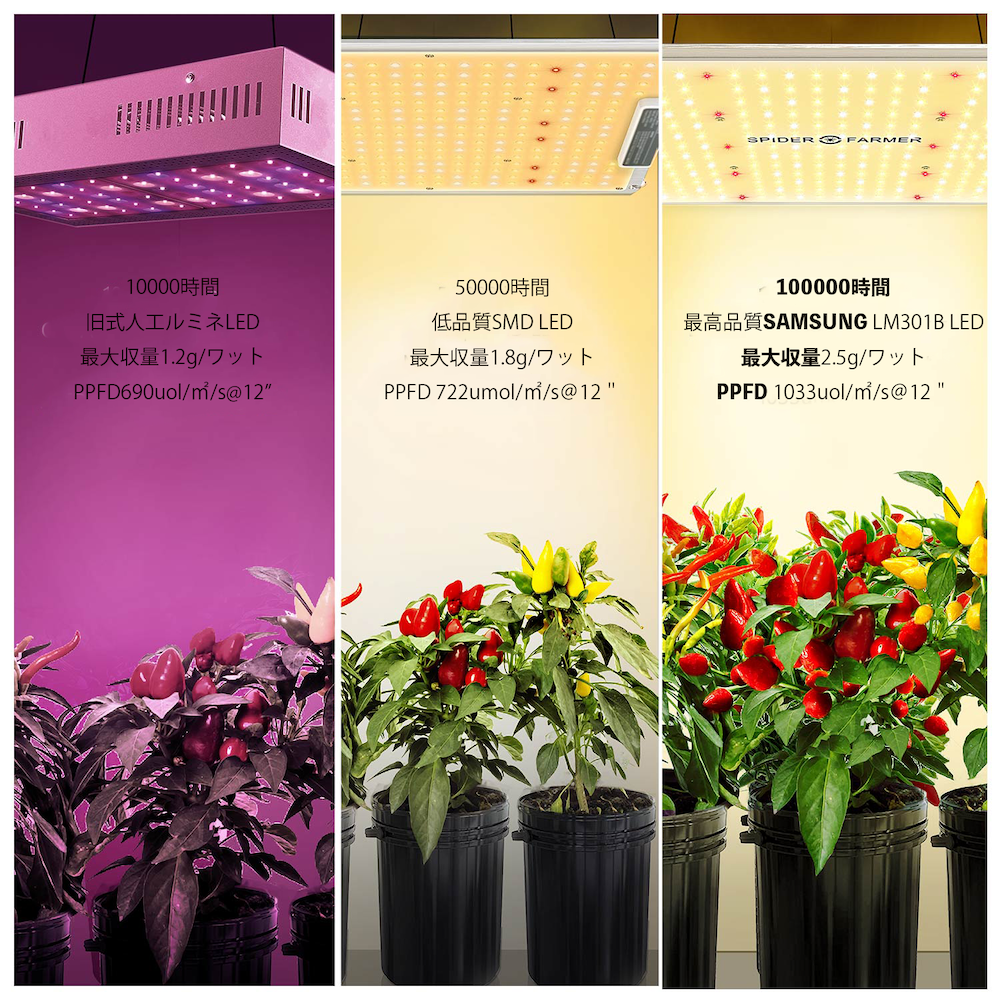 SPIDER FARMER
10000時間
旧式人工ルミネLED
最大収量1.2g/ワット
PPFD690uol/㎡/s@12”
50000時間
低品質SMD LED
最大収量1.8g/ワット
PPFD 722umol/㎡/s@12 "
100000時間
最高品質SAMSUNG LM301B LED
最大収量2.5g/ワット
PPFD 1033uol/㎡/s@12 "